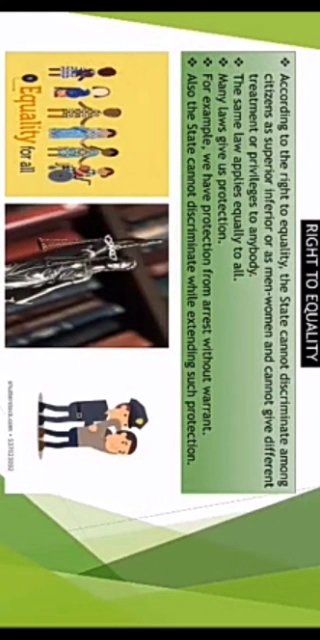 RIGHT TO EQUALITY
❖ According to the right to equality, the State cannot discriminate among
citizens as superior inferior or as men-women and cannot give different
treatment or privileges to anybody.
❖ The same law applies equally to all.
❖ Many laws give us protection.
❖ For example, we have protection from arrest without warrant.
❖ Also the State cannot discriminate while extending such protection.
Equality for all
shutterstock.com •